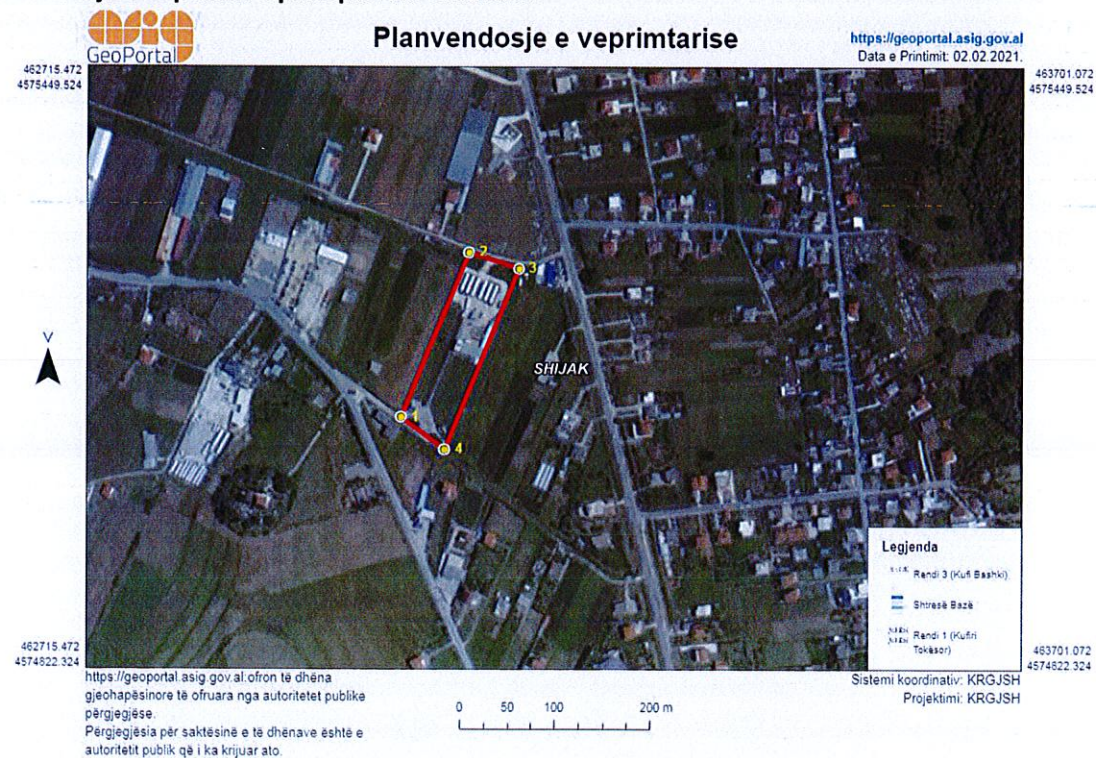 asig
GeoPortal
Planvendosje e veprimtarise
https://geoportal.asig.gov.al
Data e Printimit: 02.02.2021.
462715.472
4575449.524
463701.072
4575449.524
2
3
SHIJAK
1
4
Legjenda
Rendi 3 (Kufi Bashki)
Shtresë Bazë
Rendi 1 (Kufiri
Tokësor)
462715.472
4574822.324
463701.072
4574822.324
https://geoportal.asig.gov.al:ofron të dhëna
gjeohapësinore të ofruara nga autoritetet publike
përgjegjëse.
Përgjegjësia për saktësinë e të dhënave është e
autoritetit publik që i ka krijuar ato.
0 50 100 200 m
Sistemi koordinativ: KRGJSH
Projektimi: KRGJSH